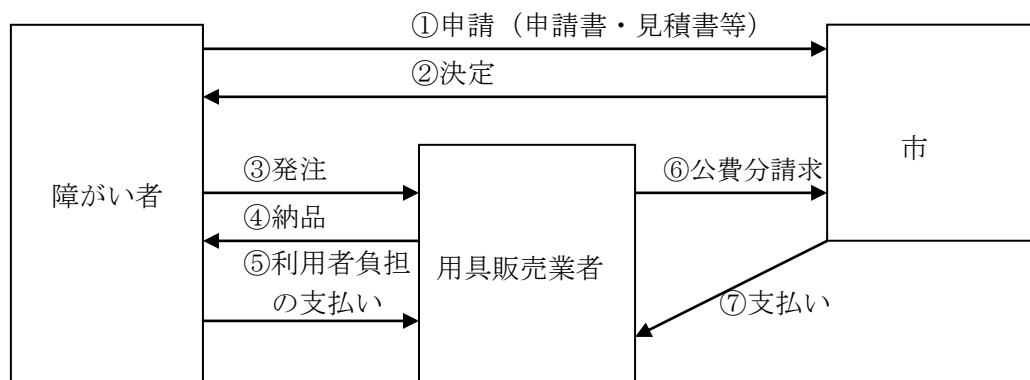 ①申請（申請書・見積書等）
②決定
障がい者
市
③発注
④納品
⑤利用者負担
の支払い
用具販売業者
⑥公費分請求
⑦支払い